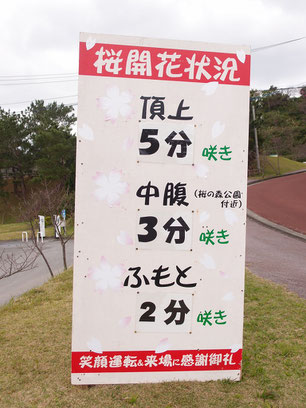 桜開花状況
頂上
5分咲き
中腹(桜の森公園付近)
3分咲き
ふもと
2分咲き
笑顔運転&来場に感謝御礼